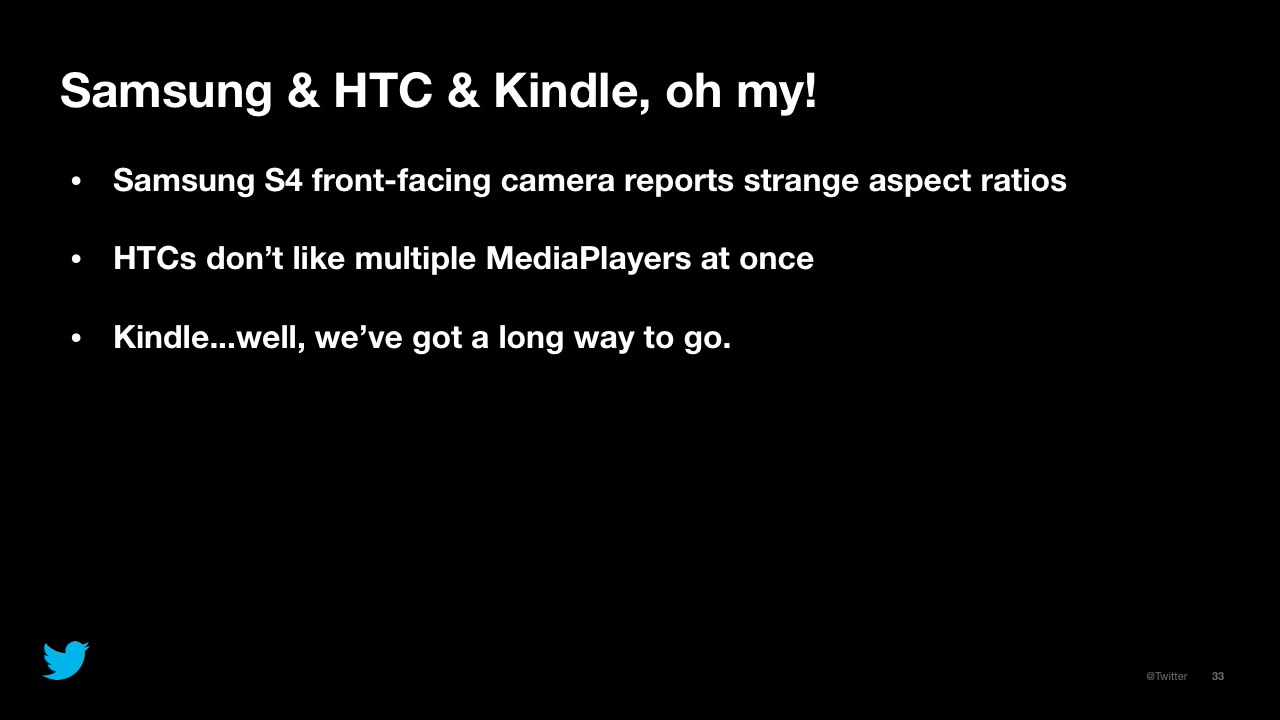 Samsung & HTC & Kindle, oh my!
• Samsung S4 front-facing camera reports strange aspect ratios
• HTCs don’t like multiple MediaPlayers at once
• Kindle...well, we’ve got a long way to go.
@Twitter 33